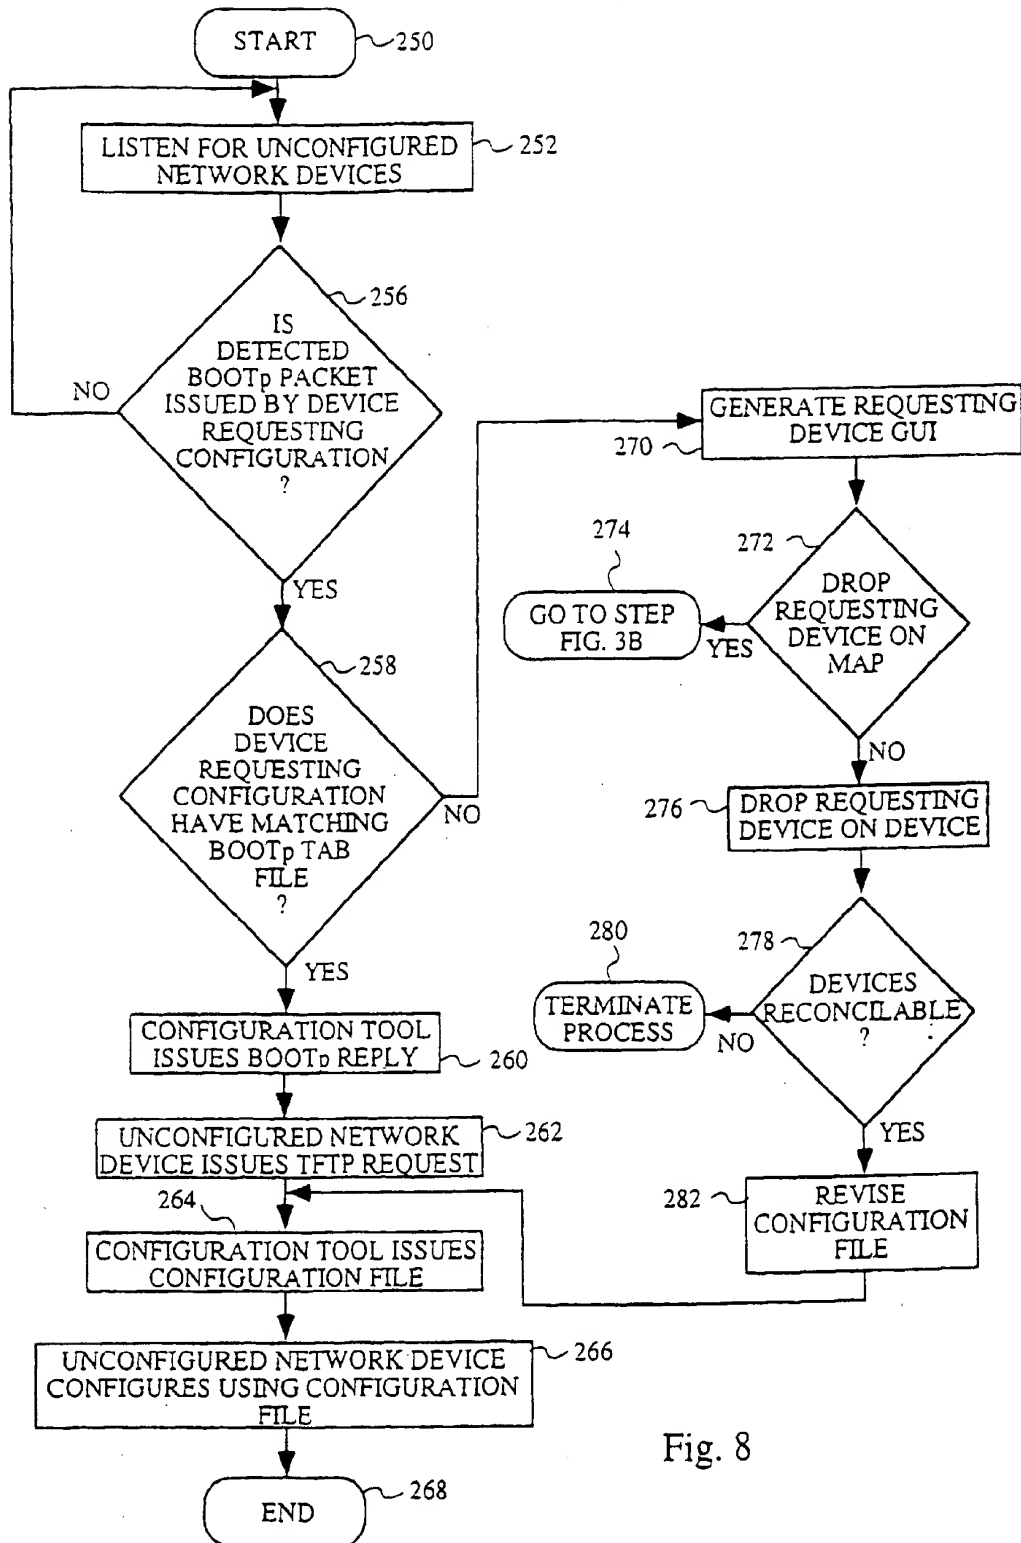 START
250
LISTEN FOR UNCONFIGURED
NETWORK DEVICES
252
256
IS
DETECTED
BOOTp PACKET
ISSUED BY DEVICE
REQUESTING
CONFIGURATION
?
NO
YES
258
DOES
DEVICE
REQUESTING
CONFIGURATION
HAVE MATCHING
BOOTp TAB
FILE
?
NO
YES
CONFIGURATION TOOL
ISSUES BOOTp REPLY
260
UNCONFIGURED NETWORK
DEVICE ISSUES TFTP REQUEST
262
264
CONFIGURATION TOOL ISSUES
CONFIGURATION FILE
UNCONFIGURED NETWORK DEVICE
CONFIGURES USING CONFIGURATION
FILE
266
END
268
GENERATE REQUESTING
DEVICE GUI
270
272
DROP
REQUESTING
DEVICE ON
MAP
YES
274
GO TO STEP
FIG. 3B
NO
276
DROP REQUESTING
DEVICE ON DEVICE
278
DEVICES
RECONCILABLE
?
NO
280
TERMINATE
PROCESS
YES
282
REVISE
CONFIGURATION
FILE
Fig. 8